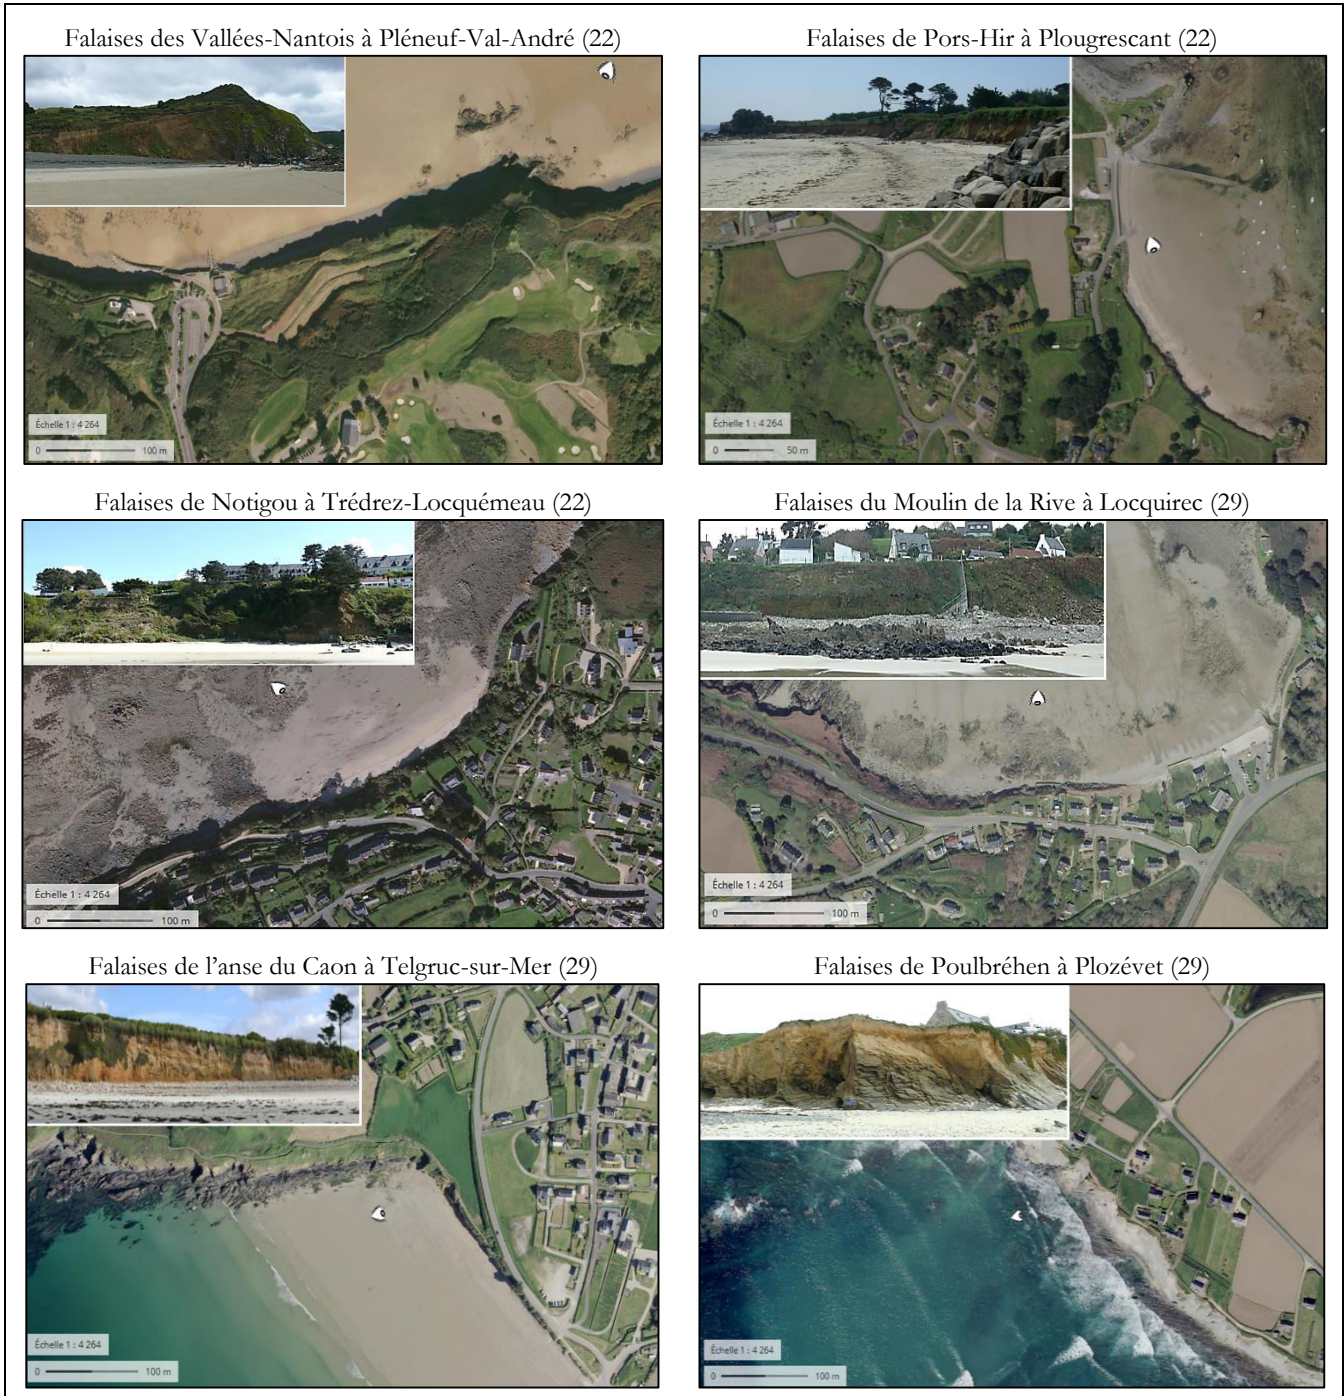 Falaises des Vallées-Nantois à Pléneuf-Val-André (22)
Falaises de Pors-Hir à Plougrescant (22)
Échelle 1 : 4 264
0 100 m
Échelle 1 : 4 264
0 50 m
Falaises de Notigou à Trédrez-Locquémeau (22)
Falaises du Moulin de la Rive à Locquirec (29)
Échelle 1 : 4 264
0 100 m
Échelle 1 : 4 264
0 100 m
Falaises de l'anse du Caon à Telgruc-sur-Mer (29)
Falaises de Poulbréhen à Plozévet (29)
Échelle 1 : 4 264
0 100 m
Échelle 1 : 4 264
0 100 m